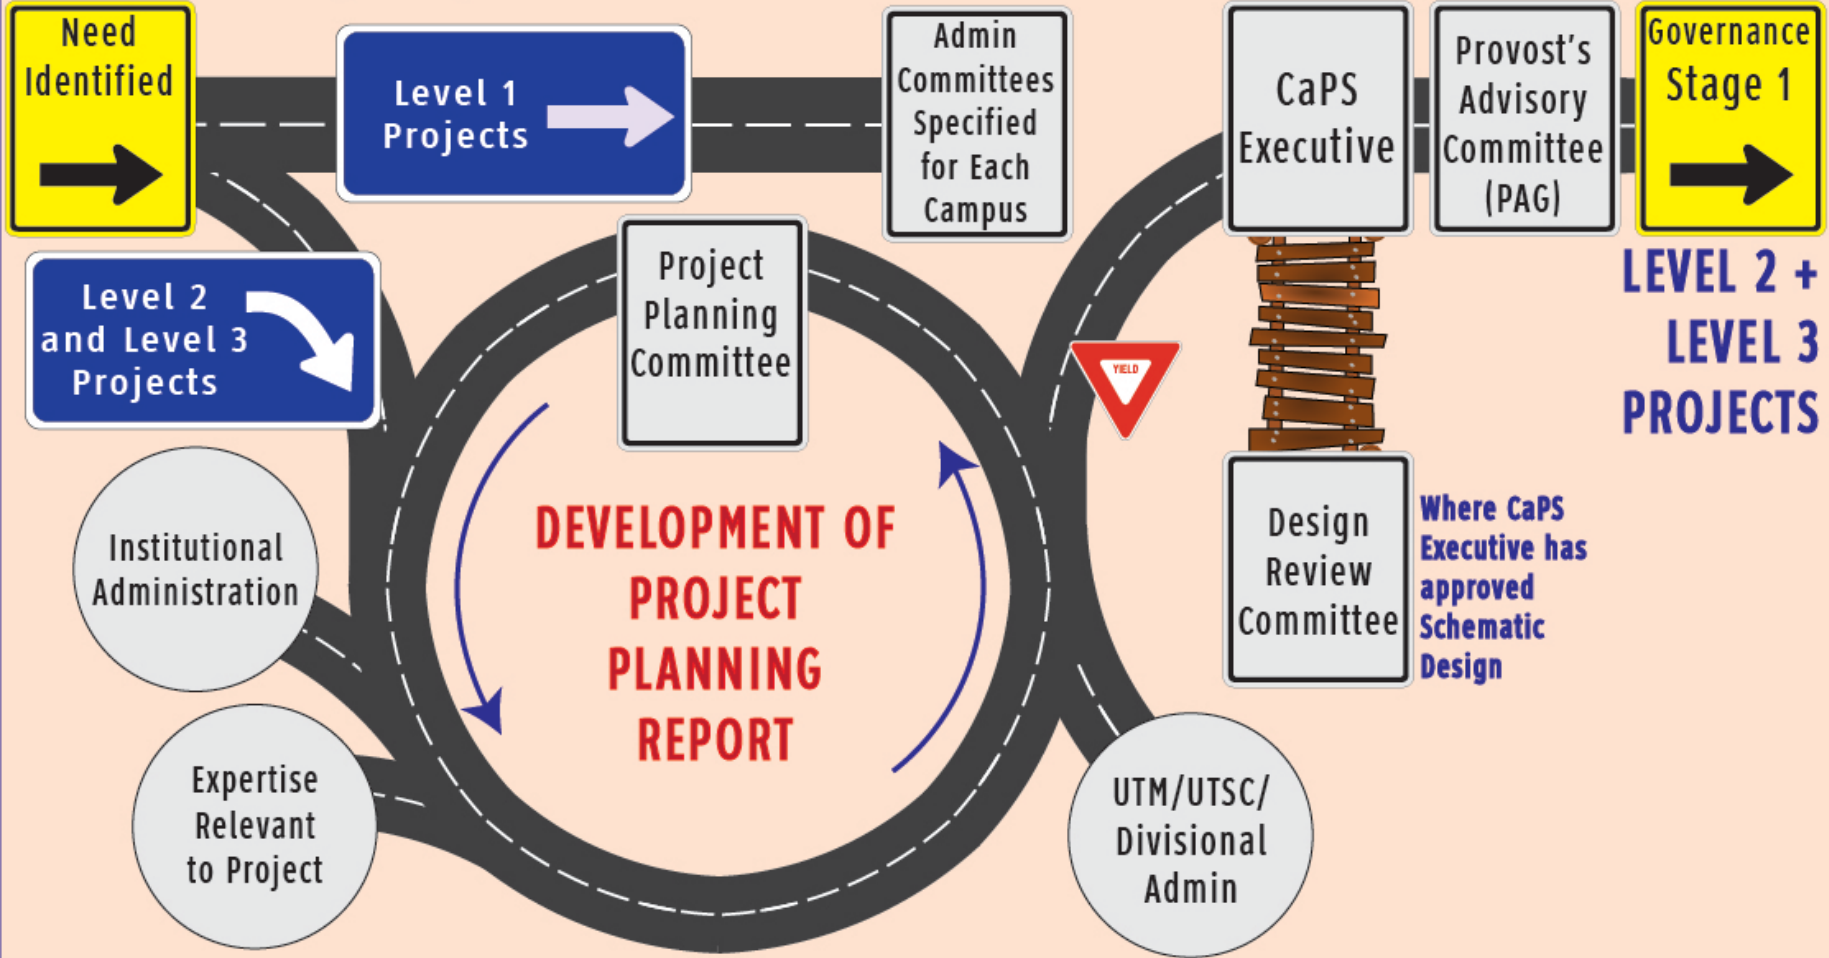 Need
Identified
Level 1
Projects
Admin
Committees
Specified
for Each
Campus
CaPS
Executive
Provost's
Advisory
Committee
(PAG)
Governance
Stage 1
LEVEL 2 +
LEVEL 3
PROJECTS
Level 2
and Level 3
Projects
Project
Planning
Committee
YIELD
Institutional
Administration
DEVELOPMENT OF
PROJECT
PLANNING
REPORT
Design
Review
Committee
Where CaPS
Executive has
approved
Schematic
Design
Expertise
Relevant
to Project
UTM/UTSC/
Divisional
Admin